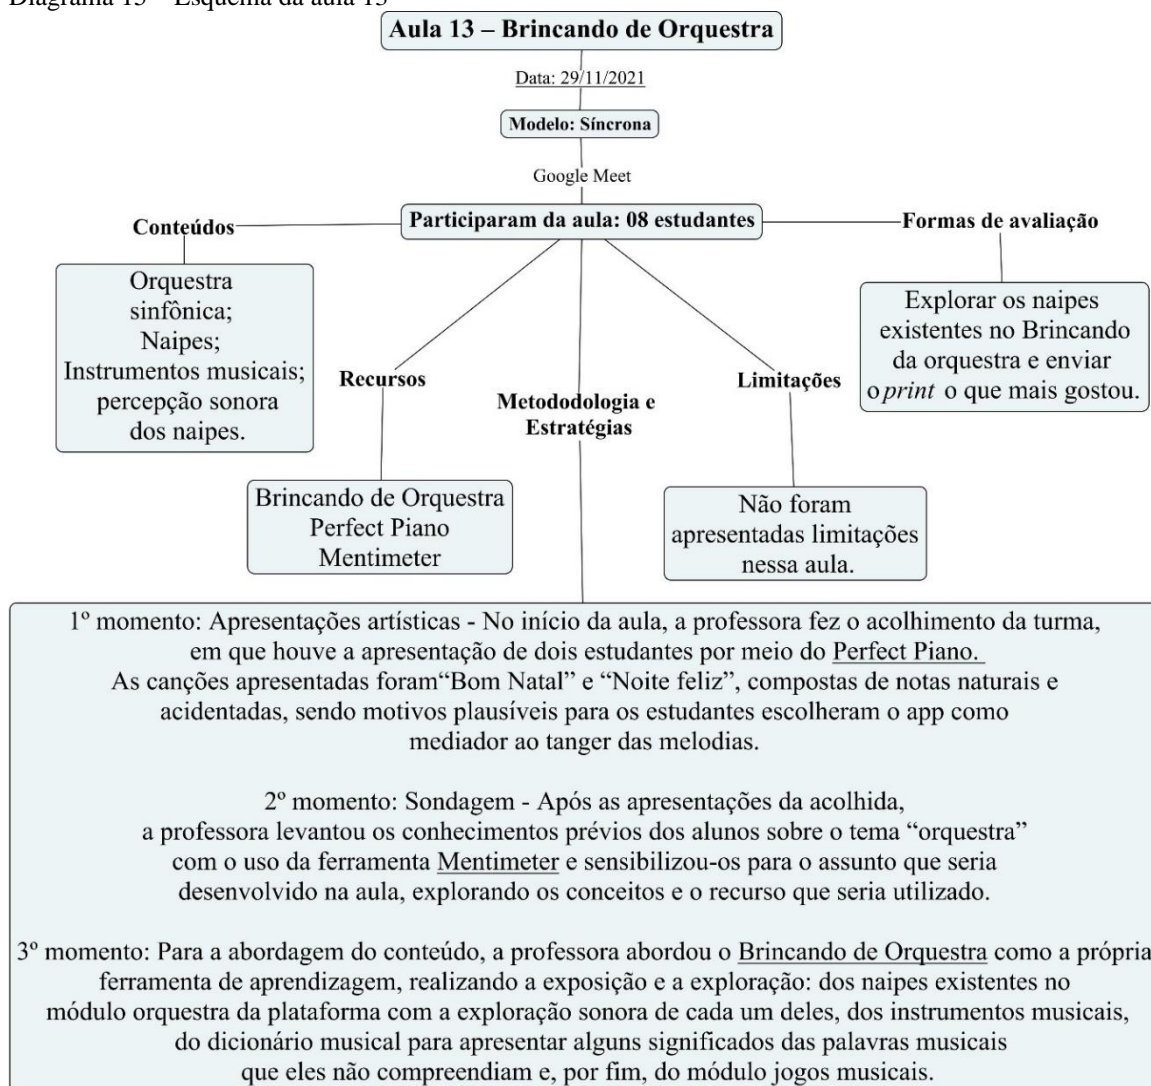 Diagrama 13 – Esquema da aula 13
Aula 13 – Brincando de Orquestra
Data: 29/11/2021
Modelo: Síncrona
Google Meet
Participaram da aula: 08 estudantes
Conteúdos
Orquestra
sinfônica;
Naipes;
Instrumentos musicais;
percepção sonora
dos naipes.
Recursos
Brincando de Orquestra
Perfect Piano
Mentimeter
Metododologia e
Estratégias
Limitações
Não foram
apresentadas limitações
nessa aula.
Formas de avaliação
Explorar os naipes
existentes no Brincando
da orquestra e enviar
o print o que mais gostou.
1º momento: Apresentações artísticas - No início da aula, a professora fez o acolhimento da turma,
em que houve a apresentação de dois estudantes por meio do Perfect Piano.
As canções apresentadas foram“Bom Natal” e “Noite feliz”, compostas de notas naturais e
acidentadas, sendo motivos plausíveis para os estudantes escolheram o app como
mediador ao tanger das melodias.
2º momento: Sondagem - Após as apresentações da acolhida,
a professora levantou os conhecimentos prévios dos alunos sobre o tema “orquestra”
com o uso da ferramenta Mentimeter e sensibilizou-os para o assunto que seria
desenvolvido na aula, explorando os conceitos e o recurso que seria utilizado.
3º momento: Para a abordagem do conteúdo, a professora abordou o Brincando de Orquestra como a própria
ferramenta de aprendizagem, realizando a exposição e a exploração: dos naipes existentes no
módulo orquestra da plataforma com a exploração sonora de cada um deles, dos instrumentos musicais,
do dicionário musical para apresentar alguns significados das palavras musicais
que eles não compreendiam e, por fim, do módulo jogos musicais.